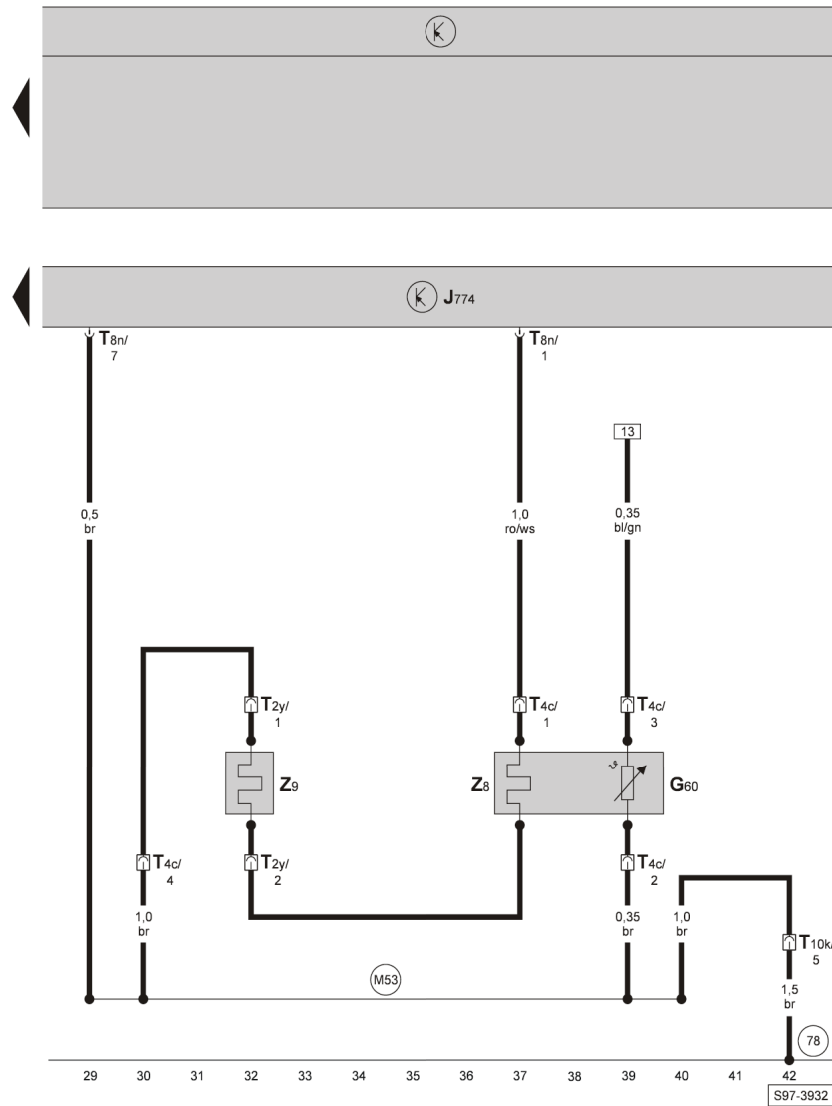 J774
T8n/
7
T8n/
1
13
0,5
br
1,0
ro/ws
0,35
bl/gn
T2y/
1
T4c/
1
T4c/
3
Z9
Z8
G60
T4c/
4
T2y/
2
T4c/
2
1,0
br
0,35
br
1,0
br
T10k/
5
M53
1,5
br
78
29 30 31 32 33 34 35 36 37 38 39 40 41 42
S97-3932